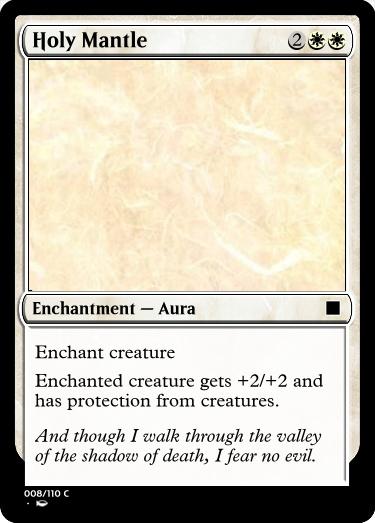 Holy Mantle
2
Enchantment — Aura
Enchant creature
Enchanted creature gets +2/+2 and
has protection from creatures.
And though I walk through the valley
of the shadow of death, I fear no evil.
008/110 C